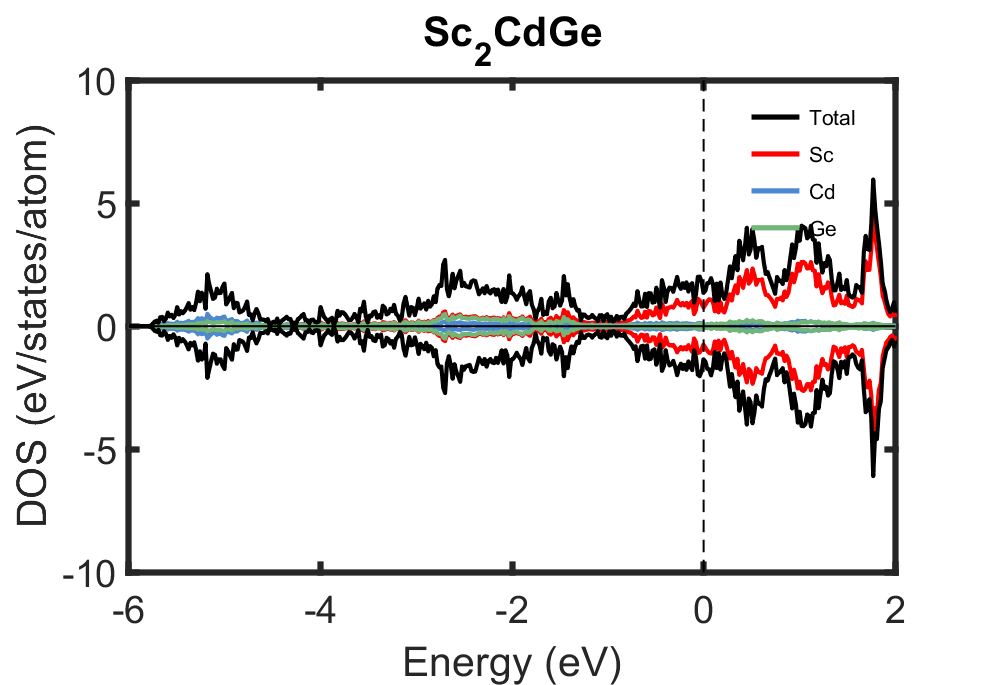 Sc2CdGe
10
5
0
-5
-10
DOS (eV/states/atom)
Total
Sc
Cd
Ge
-6 -4 -2 0 2
Energy (eV)